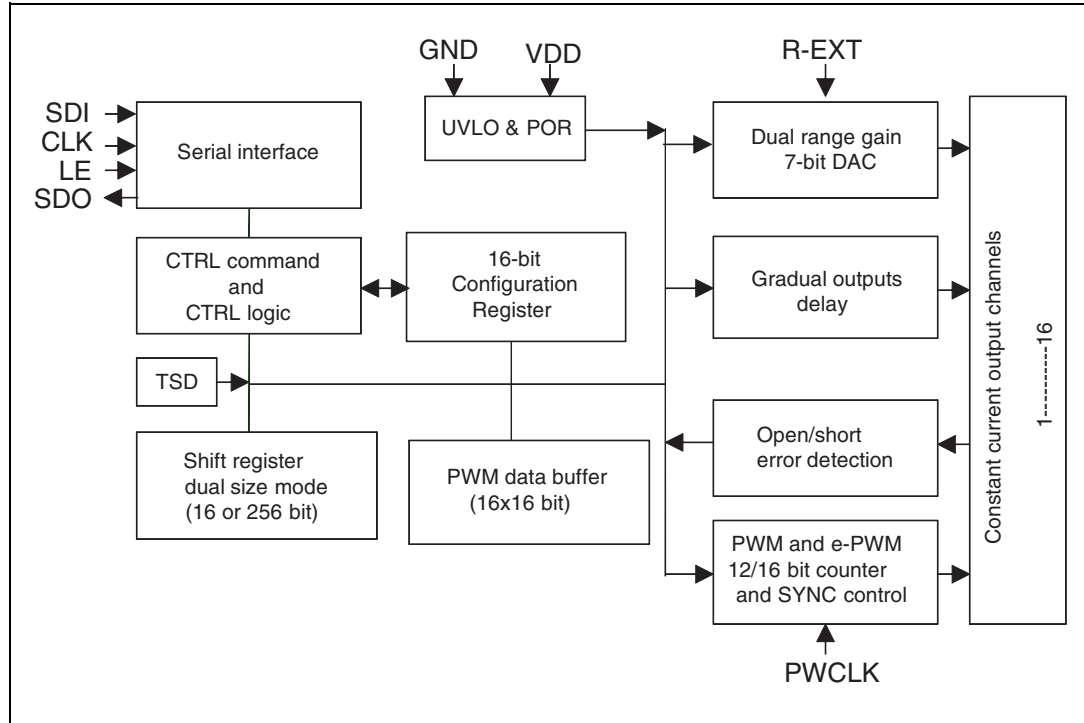 GND
VDD
R-EXT
SDI
CLK
LE
SDO
Serial interface
UVLO & POR
Dual range gain
7-bit DAC
CTRL command
and
CTRL logic
16-bit
Configuration
Register
Gradual outputs
delay
TSD
Shift register
dual size mode
(16 or 256 bit)
PWM data buffer
(16x16 bit)
Open/short
error detection
PWM and e-PWM
12/16 bit counter
and SYNC control
PWCLK
Constant current output channels
1-----------16